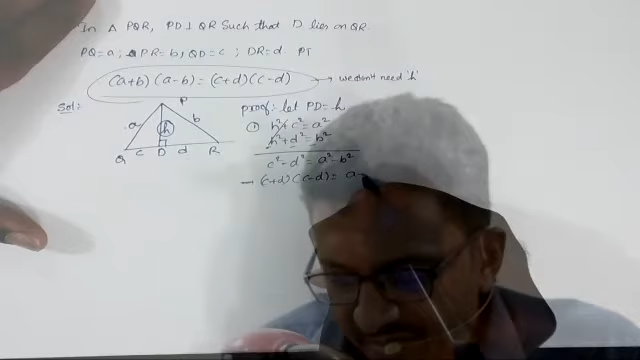 In △ PQR, PD⊥QR Such that D lies on QR.
PQ=a; PR=b, QD=c ; DR=d. PT
(a+b) (a-b) = (c+d)(c-d) → we don't need 'h'
Sol:
P
a
b
h
Q c D d R
proof:- let PD=h
① h²+c²=a²
h²+d²=b²
c²-d²=a²-b²
→ (c+d)(c-d)= a-